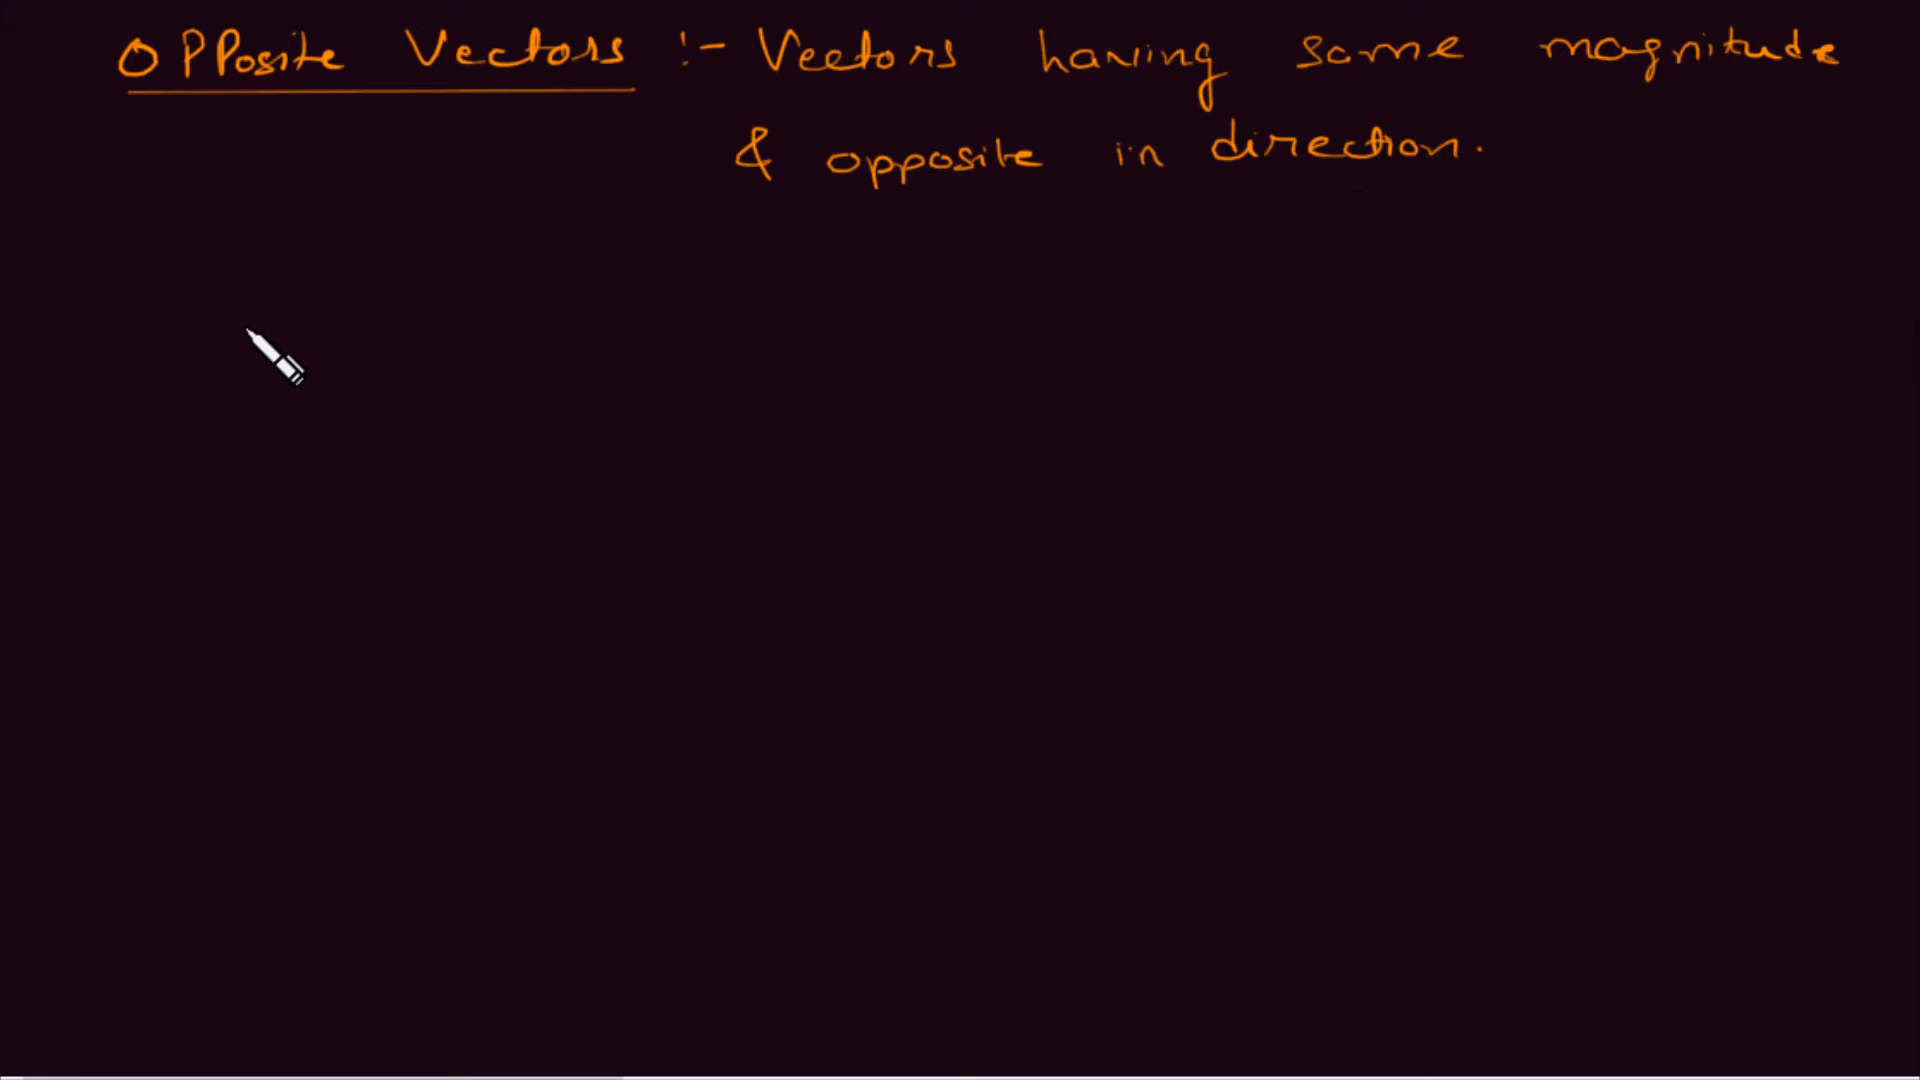 Opposite Vectors :- Vectors having same magnitude
& opposite in direction.